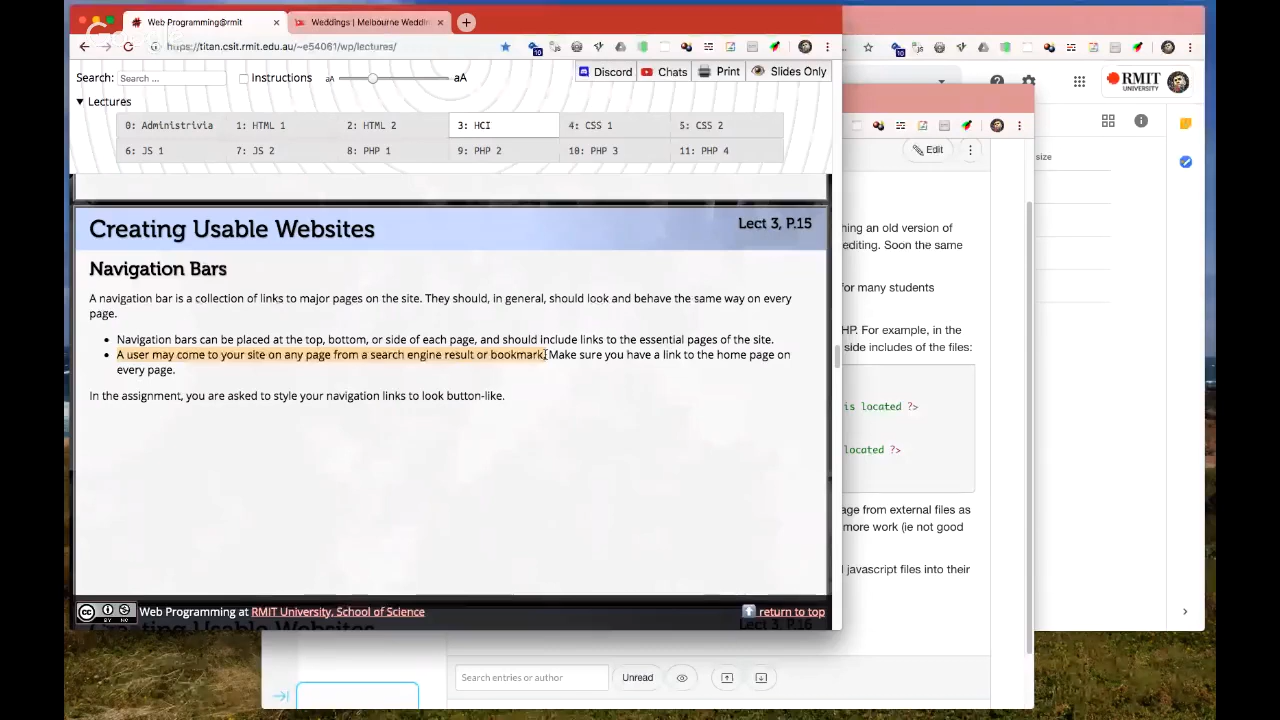 Web Programming@rmit
Weddings | Melbourne Weddin
Google
https://titan.csit.rmit.edu.au/~e54061/wp/lectures/
Search: Search ...
Instructions
aA
aA
Discord
Chats
Print
Slides Only
Lectures
0: Administrivia 1: HTML 1 2: HTML 2 3: HCI 4: CSS 1 5: CSS 2
6: JS 1 7: JS 2 8: PHP 1 9: PHP 2 10: PHP 3 11: PHP 4
Creating Usable Websites
Lect 3, P.15
Navigation Bars
A navigation bar is a collection of links to major pages on the site. They should, in general, should look and behave the same way on every
page.
• Navigation bars can be placed at the top, bottom, or side of each page, and should include links to the essential pages of the site.
• A user may come to your site on any page from a search engine result or bookmark. Make sure you have a link to the home page on
every page.
In the assignment, you are asked to style your navigation links to look button-like.
Web Programming at RMIT University, School of Science
return to top
Creating Usable Websites
Lect 3, P.16
RMIT
UNIVERSITY
size
Edit
hing an old version of
editing. Soon the same
for many students
HP. For example, in the
side includes of the files:
is located ?>
located ?>
age from external files as
more work (ie not good
javascript files into their
Search entries or author
Unread